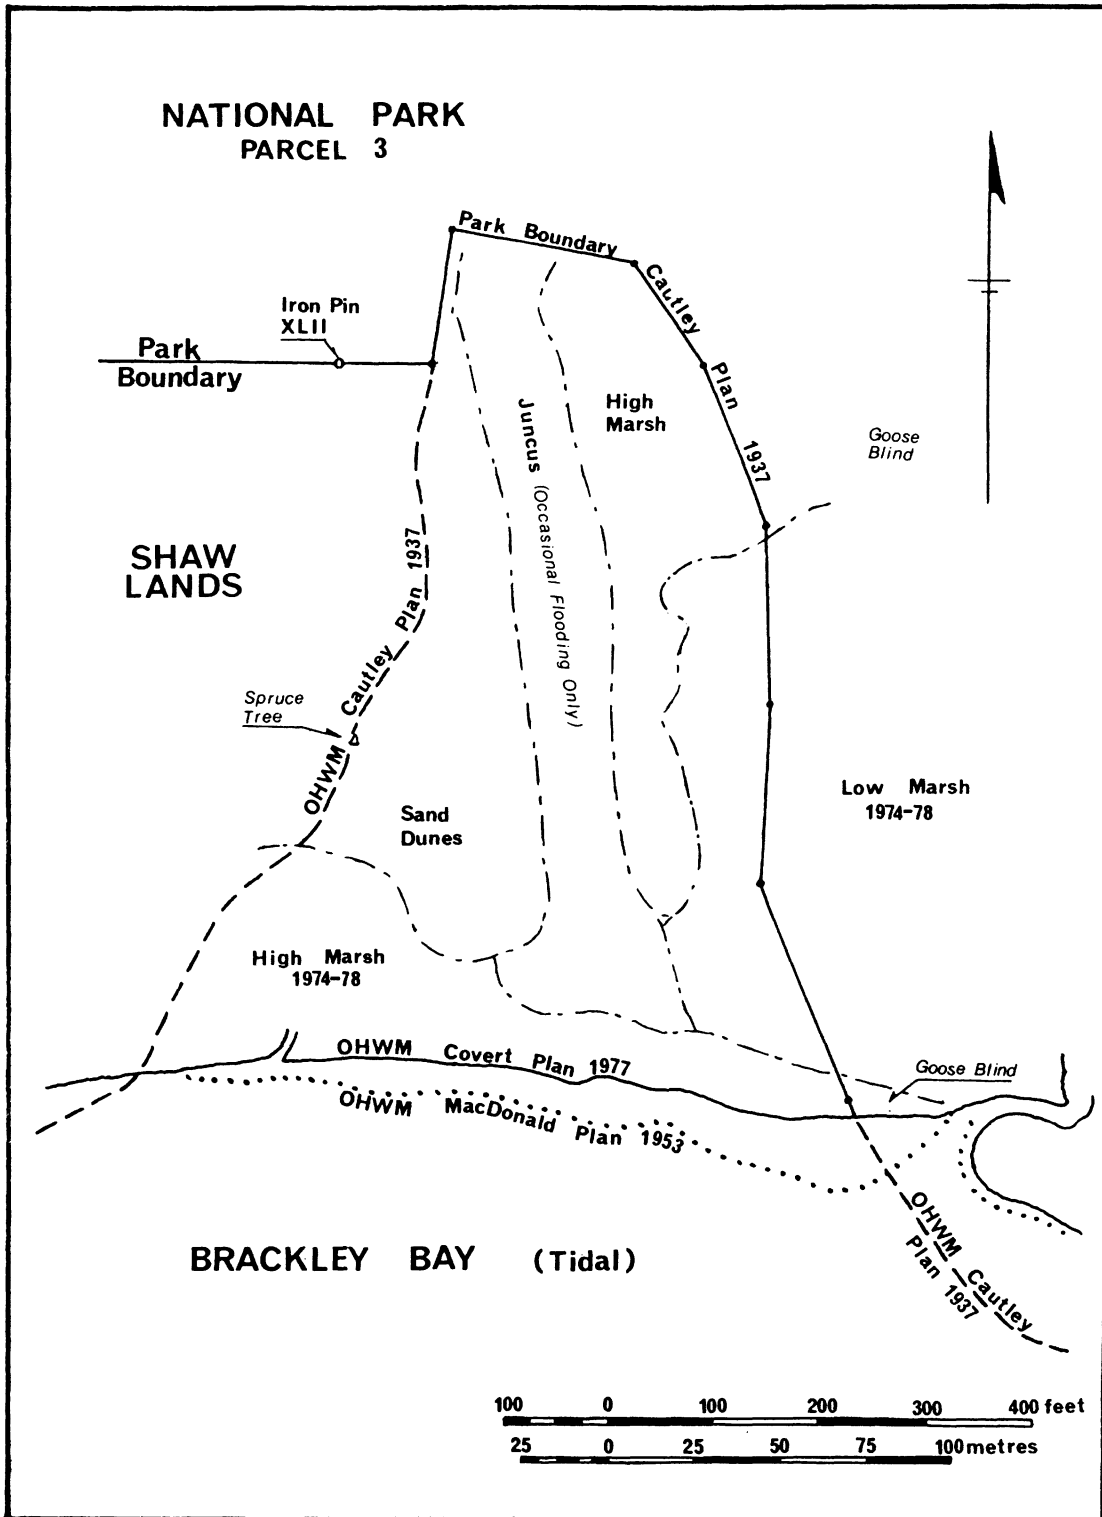 NATIONAL PARK
PARCEL 3
Park Boundary
Cautley Plan 1937
Iron Pin
XLII
Park
Boundary
High
Marsh
Juncus (Occasional Flooding Only)
Goose
Blind
SHAW
LANDS
OHWM Cautley Plan 1937
Spruce
Tree
Low Marsh
1974-78
Sand
Dunes
High Marsh
1974-78
OHWM Covert Plan 1977
Goose Blind
OHWM MacDonald Plan 1953
OHWM Cautley
Plan 1937
BRACKLEY BAY (Tidal)
100 0 100 200 300 400 feet
25 0 25 50 75 100 metres